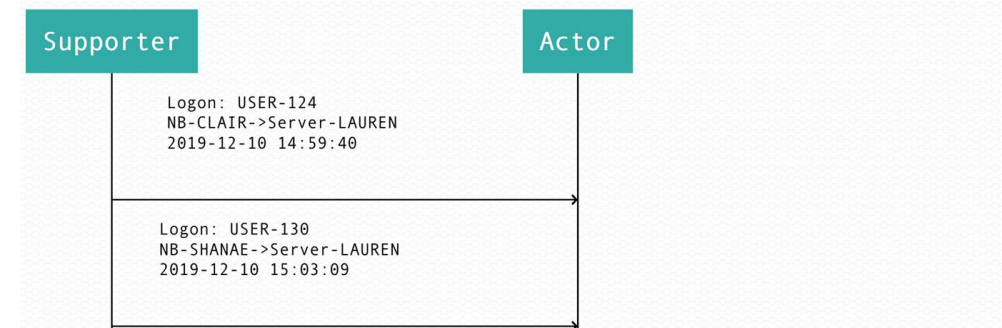 Supporter
Actor
Logon: USER-124
NB-CLAIR->Server-LAUREN
2019-12-10 14:59:40
Logon: USER-130
NB-SHANAE->Server-LAUREN
2019-12-10 15:03:09